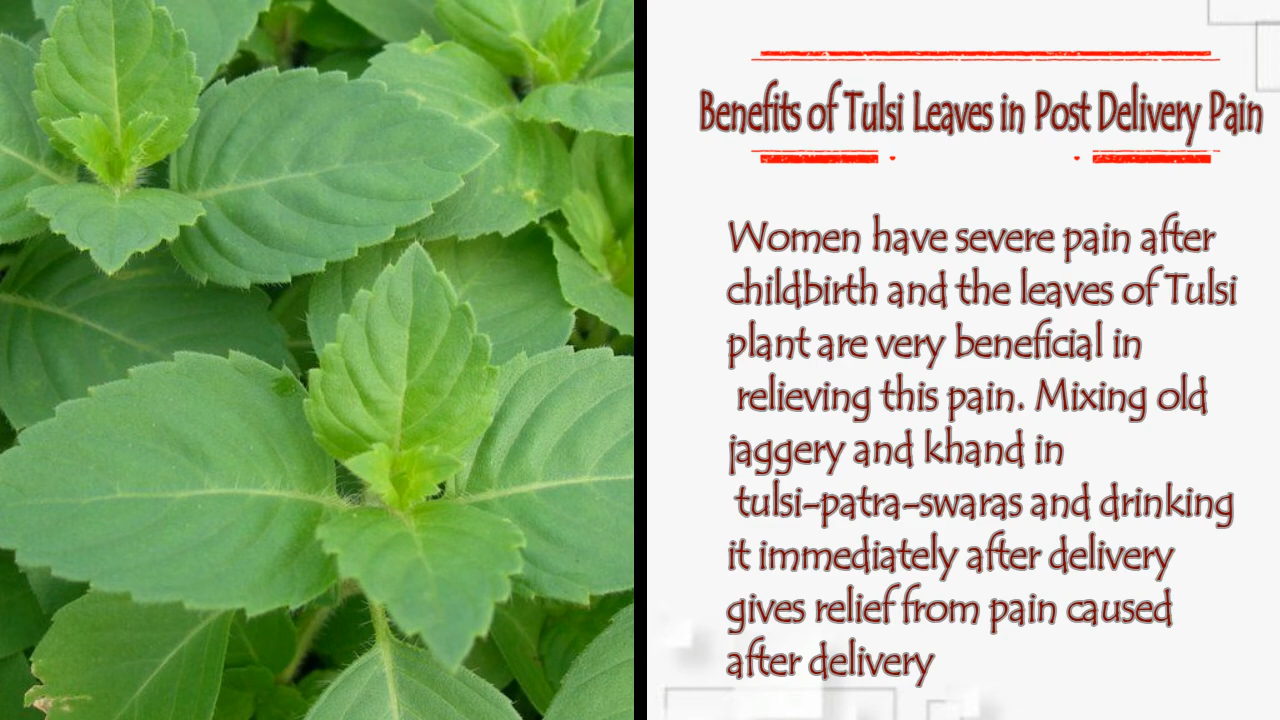 Benefits of Tulsi Leaves in Post Delivery Pain
Women have severe pain after
childbirth and the leaves of Tulsi
plant are very beneficial in
relieving this pain. Mixing old
jaggery and khand in
tulsi-patra-swaras and drinking
it immediately after delivery
gives relief from pain caused
after delivery